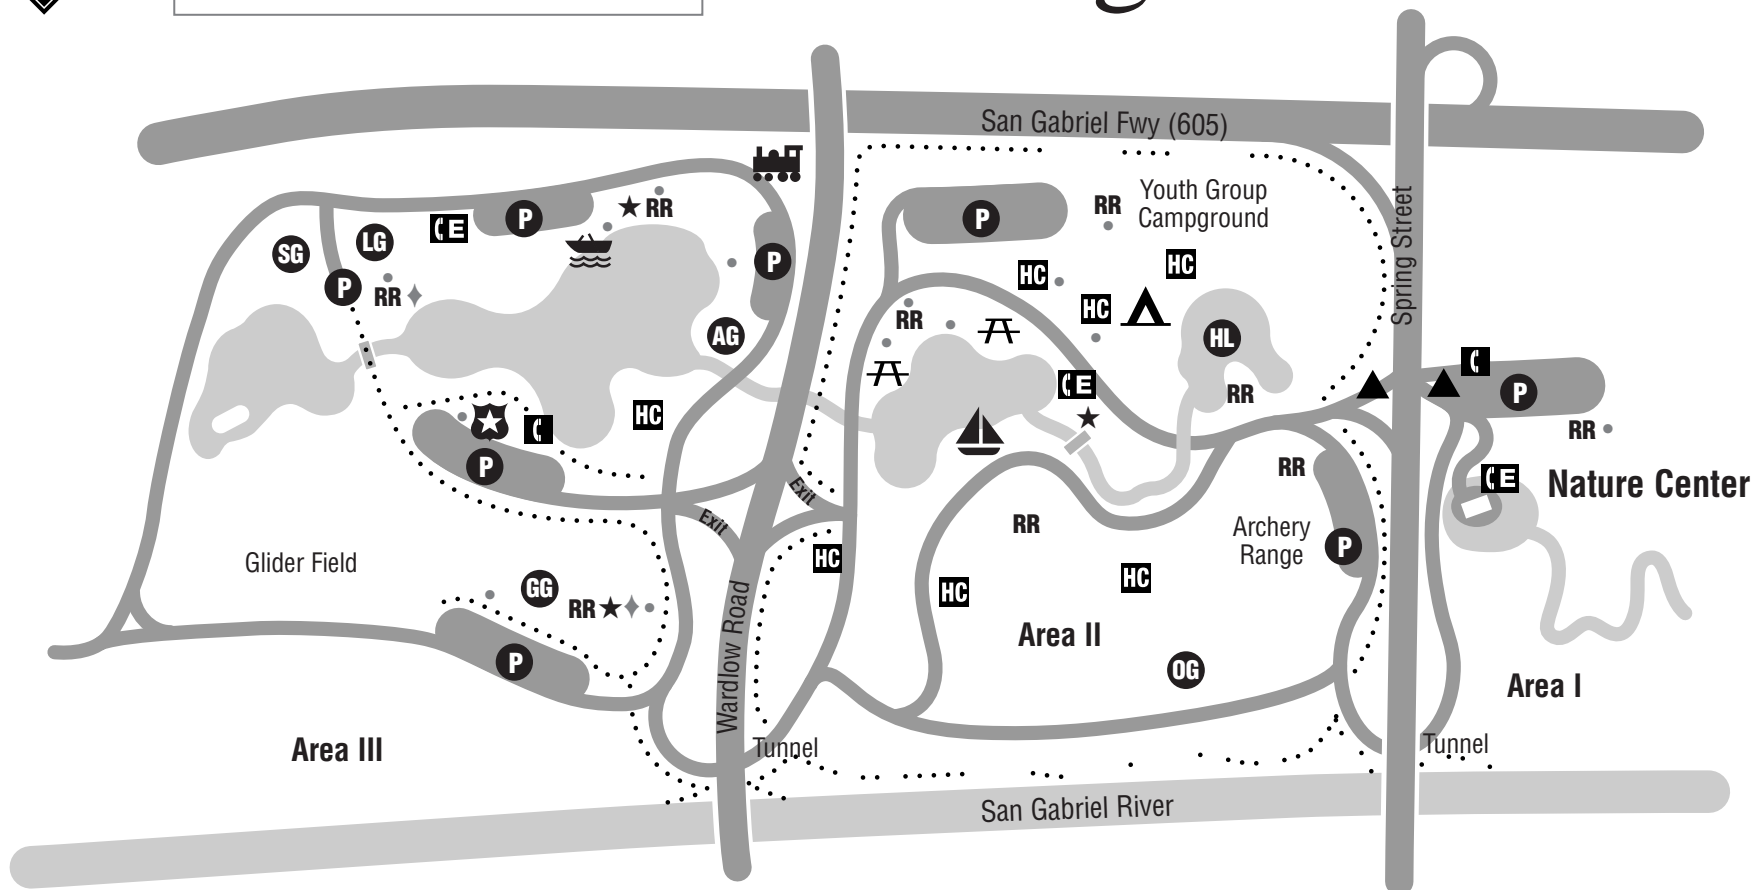 San Gabriel Fwy (605)
Youth Group
Campground
Spring Street
RR
RR
P
P
P
P
SG
LG
E
RR
AG
HC
HC
HC
RR
HL
RR
E
P
RR
P
HC
Exit
Exit
E
Nature Center
RR
RR
Archery
Range
P
Glider Field
GG
RR
HC
HC
HC
P
Wardlow Road
Area II
OG
Area I
Area III
Tunnel
Tunnel
San Gabriel River